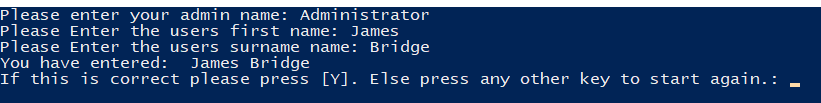 Please enter your admin name: Administrator
Please Enter the users first name: James
Please Enter the users surname name: Bridge
You have entered:  James Bridge
If this is correct please press [Y]. Else press any other key to start again.: _